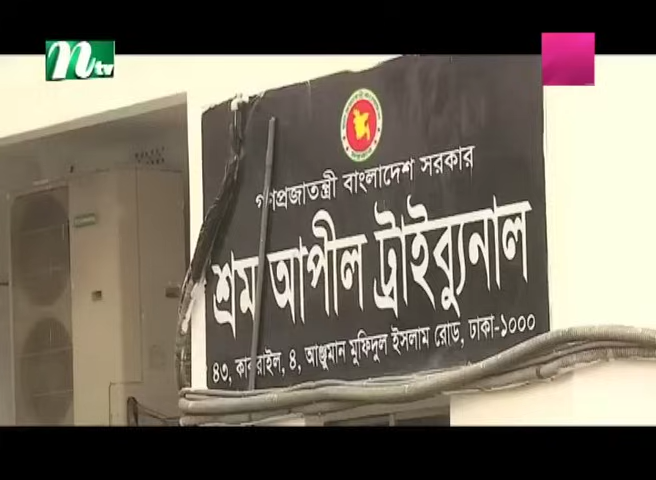 ntv
গণপ্রজাতন্ত্রী বাংলাদেশ সরকার
শ্রম আপীল ট্রাইব্যুনাল
৪৩, কাকরাইল, ৪, আঞ্জুমান মুফিদুল ইসলাম রোড, ঢাকা-১০০০